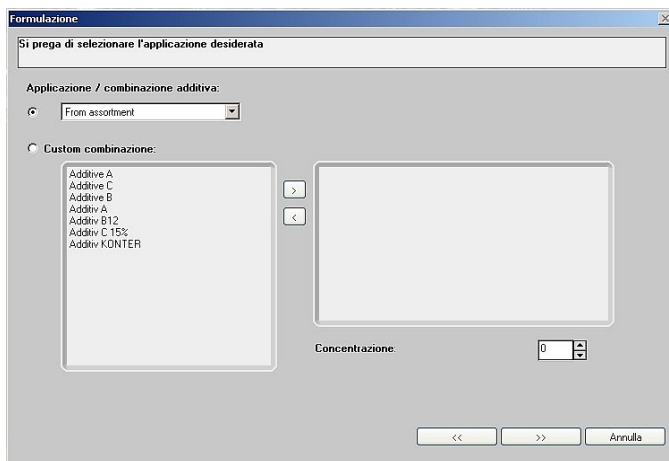 Formulazione
Si prega di selezionare l'applicazione desiderata
Applicazione / combinazione additiva:
From assortment
Custom combinazione:
Additive A
Additive C
Additive B
Additiv A
Additiv B12
Additiv C 15%
Additiv KONTER
>
<
Concentrazione:
0
<<
>>
Annulla